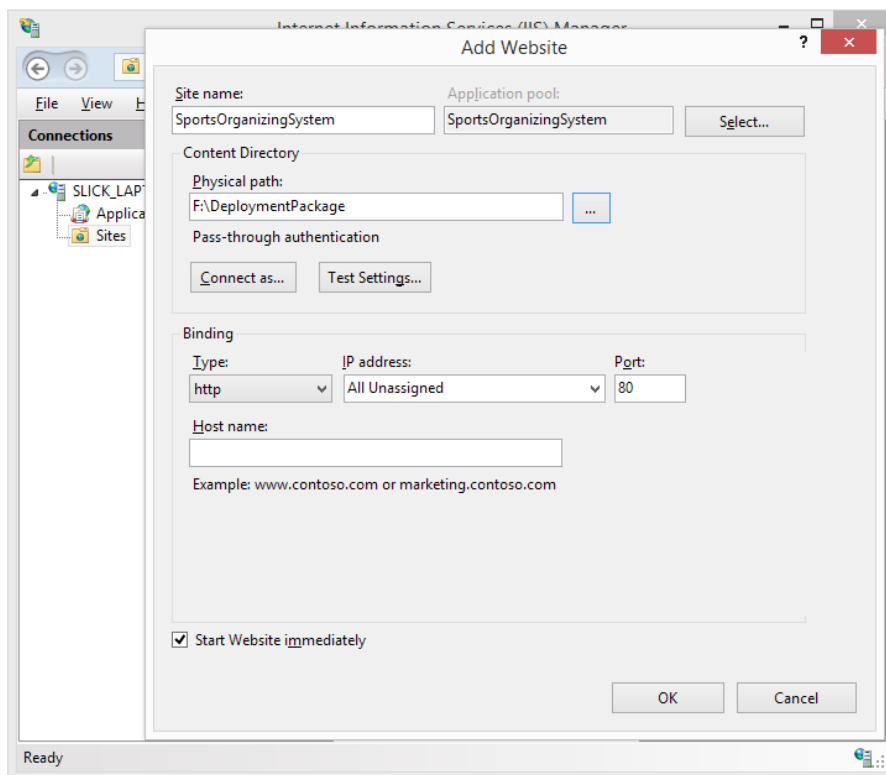 Internet Information Services (IIS) Manager
Add Website
?
File View H
Connections
SLICK_LAPT
Applica
Sites
Site name:
Application pool:
SportsOrganizingSystem
SportsOrganizingSystem
Select...
Content Directory
Physical path:
F:\DeploymentPackage
...
Pass-through authentication
Connect as...
Test Settings...
Binding
Type:
IP address:
Port:
http
All Unassigned
80
Host name:
Example: www.contoso.com or marketing.contoso.com
Start Website immediately
OK
Cancel
Ready